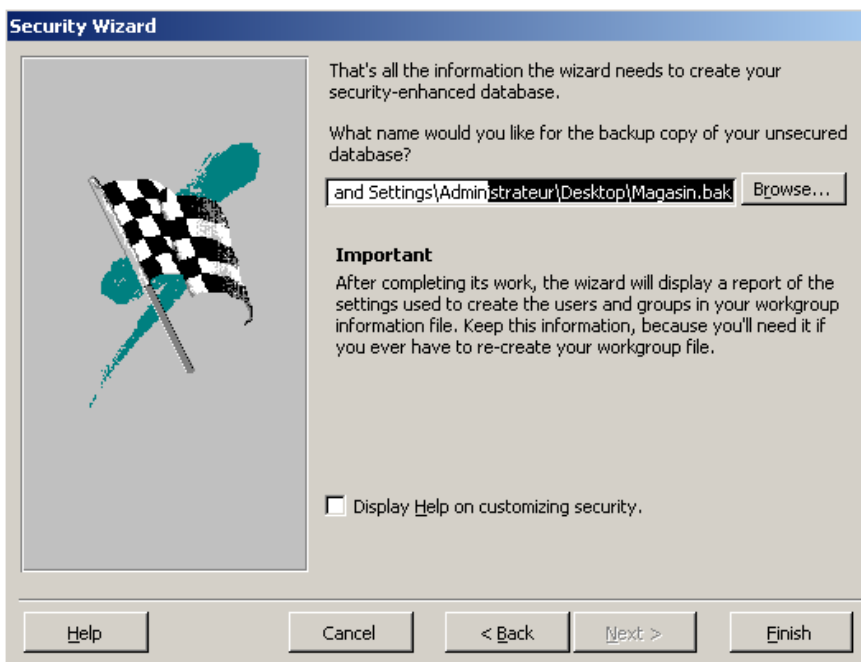 Security Wizard
That's all the information the wizard needs to create your
security-enhanced database.
What name would you like for the backup copy of your unsecured
database?
and Settings\Administrateur\Desktop\Magasin.bak
Browse...
Important
After completing its work, the wizard will display a report of the
settings used to create the users and groups in your workgroup
information file. Keep this information, because you'll need it if
you ever have to re-create your workgroup file.
Display Help on customizing security.
Help
Cancel
< Back
Next >
Finish